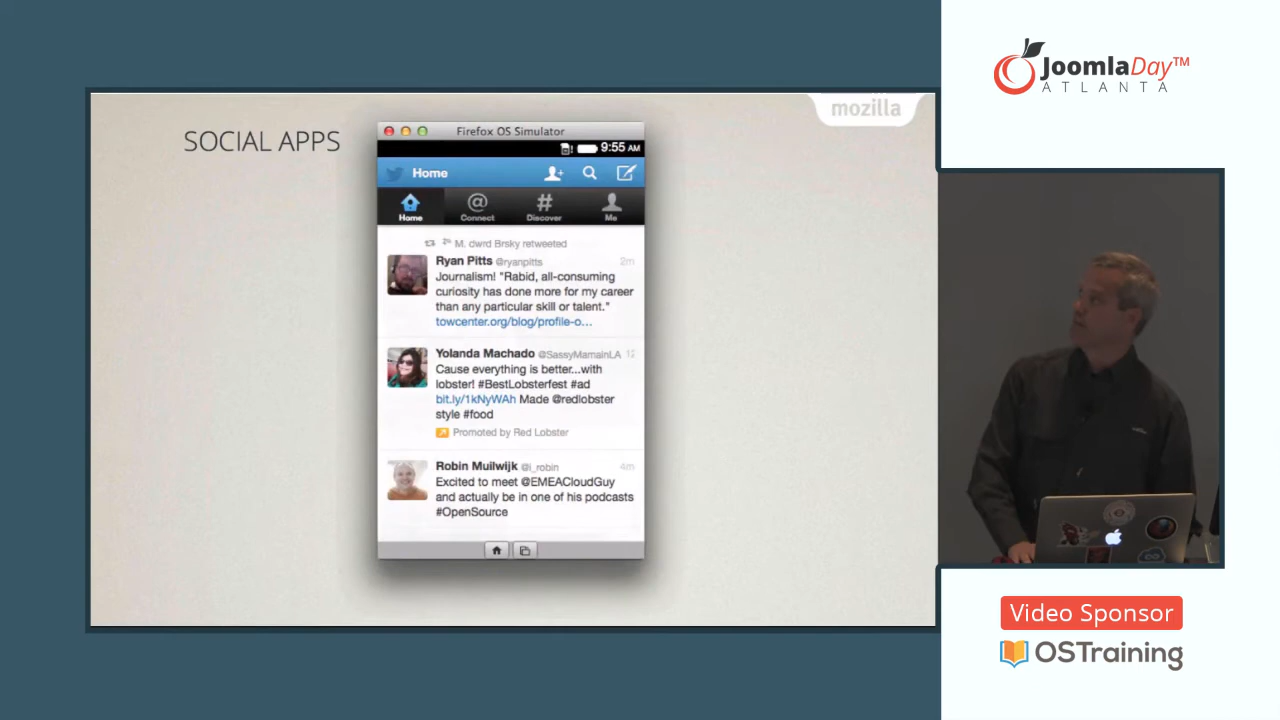 SOCIAL APPS
mozilla
Firefox OS Simulator
9:55 AM
Home
Home
Connect
Discover
Me
M. dwrd Brsky retweeted
Ryan Pitts @ryanpitts 2m
Journalism! "Rabid, all-consuming
curiosity has done more for my career
than any particular skill or talent."
towcenter.org/blog/profile-o...
Yolanda Machado @SassyMamainLA
Cause everything is better...with
lobster! #BestLobsterfest #ad
bit.ly/1kNyWAh Made @redlobster
style #food
Promoted by Red Lobster
Robin Muilwijk @i_robin 4m
Excited to meet @EMEACloudGuy
and actually be in one of his podcasts
#OpenSource
JoomlaDay™
ATLANTA
Video Sponsor
OSTraining